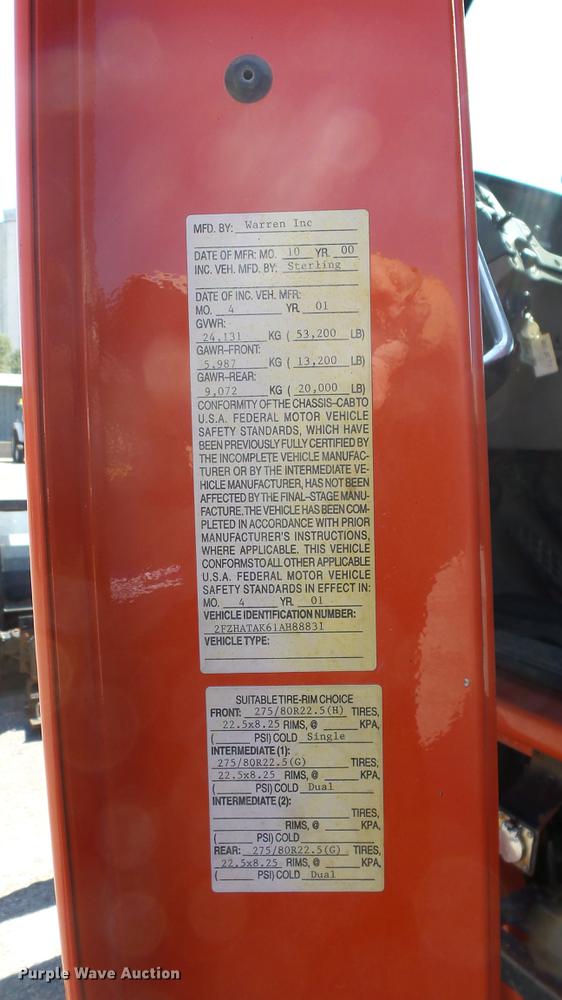 MFD. BY: Warren Inc
DATE OF MFR: MO. 10 YR. 00
INC. VEH. MFD. BY: Sterling
DATE OF INC. VEH. MFR:
MO. 4 YR. 01
GVWR:
24,131 KG ( 53,200 LB)
GAWR-FRONT:
5,987 KG ( 13,200 LB)
GAWR-REAR:
9,072 KG ( 20,000 LB)
CONFORMITY OF THE CHASSIS-CAB TO
U.S.A. FEDERAL MOTOR VEHICLE
SAFETY STANDARDS, WHICH HAVE
BEEN PREVIOUSLY FULLY CERTIFIED BY
THE INCOMPLETE VEHICLE MANUFAC-
TURER OR BY THE INTERMEDIATE VE-
HICLE MANUFACTURER, HAS NOT BEEN
AFFECTED BY THE FINAL-STAGE MANU-
FACTURE. THE VEHICLE HAS BEEN COM-
PLETED IN ACCORDANCE WITH PRIOR
MANUFACTURER'S INSTRUCTIONS,
WHERE APPLICABLE. THIS VEHICLE
CONFORMS TO ALL OTHER APPLICABLE
U.S.A. FEDERAL MOTOR VEHICLE
SAFETY STANDARDS IN EFFECT IN:
MO. 4 YR. 01
VEHICLE IDENTIFICATION NUMBER:
2FZHATAK61AH88831
VEHICLE TYPE:
SUITABLE TIRE-RIM CHOICE
FRONT: 275/80R22.5(H) TIRES,
22.5x8.25 RIMS, @ KPA,
( PSI) COLD Single
INTERMEDIATE (1):
275/80R22.5(G) TIRES,
22.5x8.25 RIMS, @ KPA,
( PSI) COLD Dual
INTERMEDIATE (2):
TIRES,
RIMS, @ KPA,
( PSI) COLD
REAR: 275/80R22.5(G) TIRES,
22.5x8.25 RIMS, @ KPA,
( PSI) COLD Dual
Purple Wave Auction